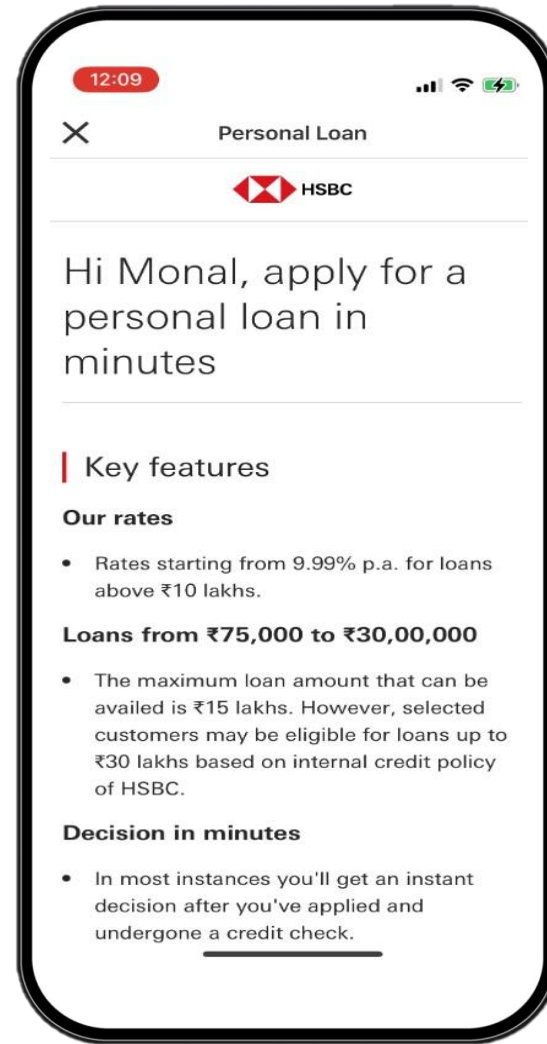 12:09
Personal Loan
HSBC
Hi Monal, apply for a
personal loan in
minutes
Key features
Our rates
• Rates starting from 9.99% p.a. for loans
above ₹10 lakhs.
Loans from ₹75,000 to ₹30,00,000
• The maximum loan amount that can be
availed is ₹15 lakhs. However, selected
customers may be eligible for loans up to
₹30 lakhs based on internal credit policy
of HSBC.
Decision in minutes
• In most instances you'll get an instant
decision after you've applied and
undergone a credit check.